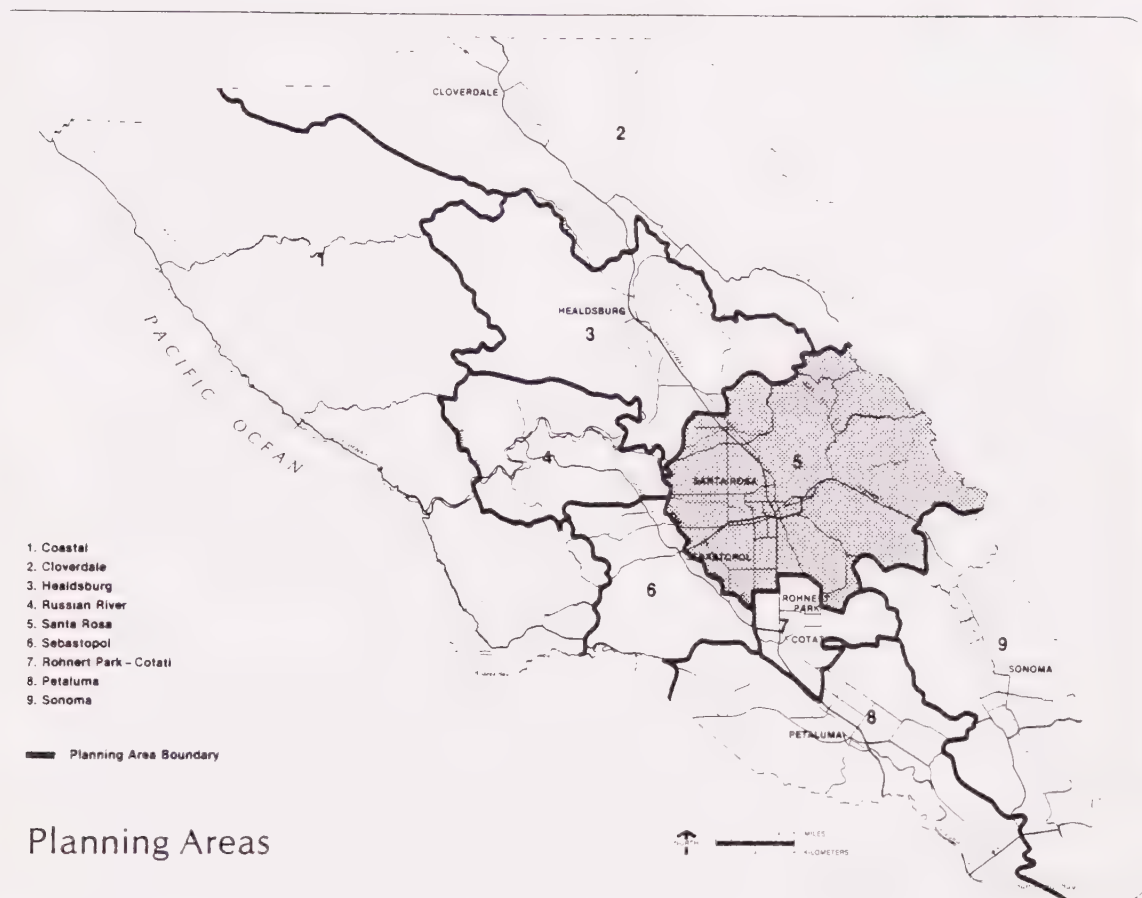 CLOVERDALE
2
1
HEALDSBURG
3
PACIFIC OCEAN
4
5
SANTA ROSA
SEBASTOPOL
6
ROHNERT
PARK
COTATI
9
SONOMA
8
PETALUMA
1. Coastal
2. Cloverdale
3. Healdsburg
4. Russian River
5. Santa Rosa
6. Sebastopol
7. Rohnert Park - Cotati
8. Petaluma
9. Sonoma
Planning Area Boundary
Planning Areas
NORTH
MILES
KILOMETERS